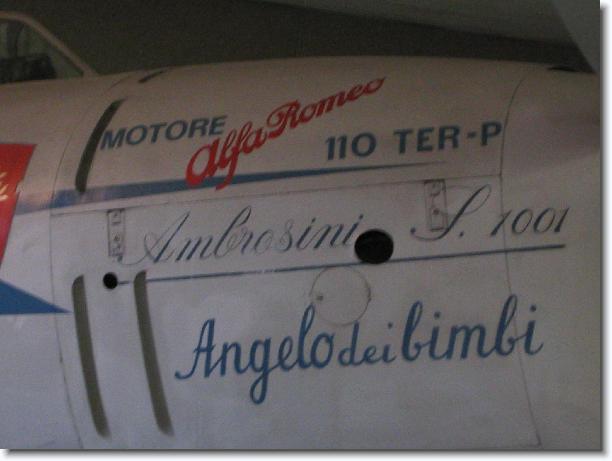 MOTORE Alfa Romeo 110 TER-P
Ambrosini S. 1001
Angelo dei bimbi